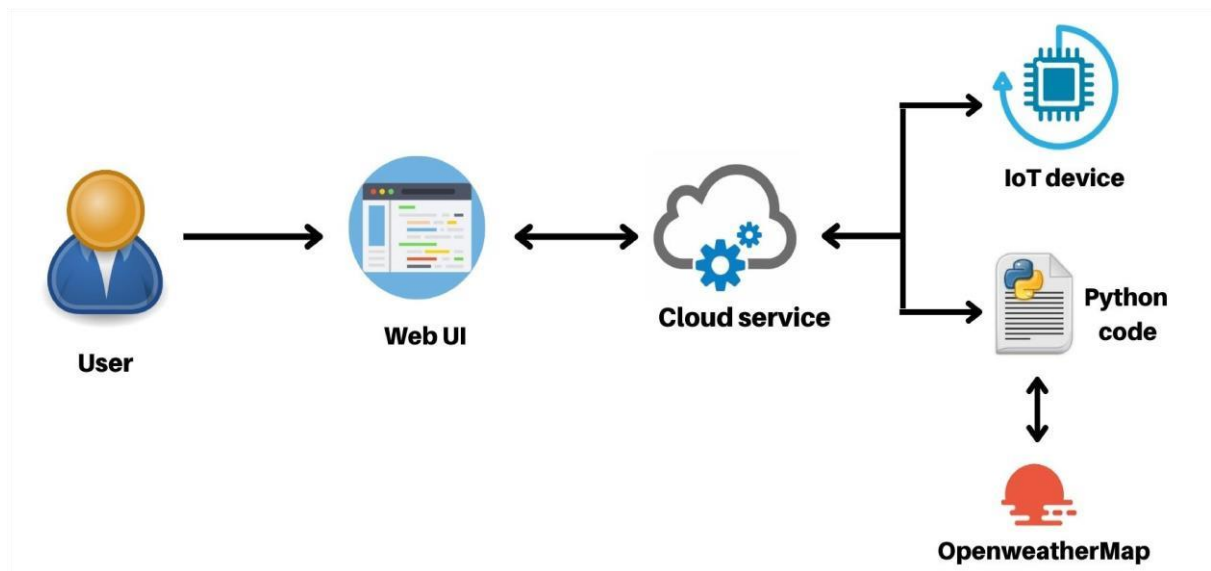 User
Web UI
Cloud service
IoT device
Python
code
OpenweatherMap